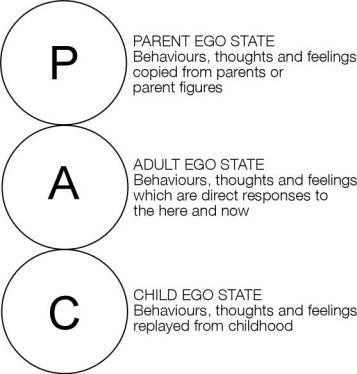 P
PARENT EGO STATE
Behaviours, thoughts and feelings
copied from parents or
parent figures
A
ADULT EGO STATE
Behaviours, thoughts and feelings
which are direct responses to
the here and now
C
CHILD EGO STATE
Behaviours, thoughts and feelings
replayed from childhood